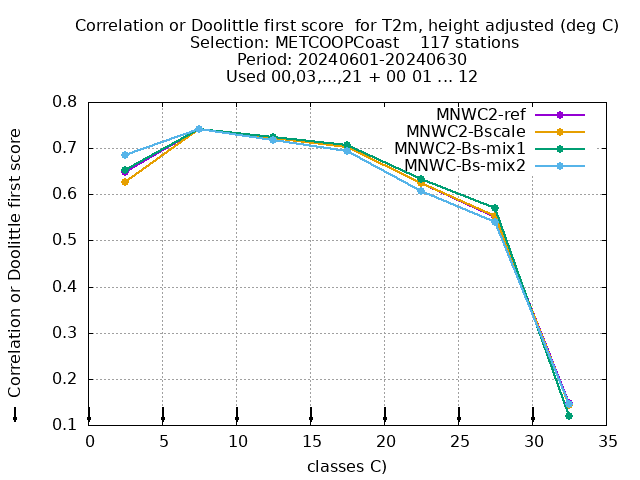 Correlation or Doolittle first score  for T2m, height adjusted (deg C)
Selection: METCOOPCoast    117 stations
Period: 20240601-20240630
Used 00,03,...,21 + 00 01 ... 12
MNWC2-ref
MNWC2-Bscale
MNWC2-Bs-mix1
MNWC-Bs-mix2
Correlation or Doolittle first score
0.8
0.7
0.6
0.5
0.4
0.3
0.2
0.1
0 5 10 15 20 25 30 35
classes C)